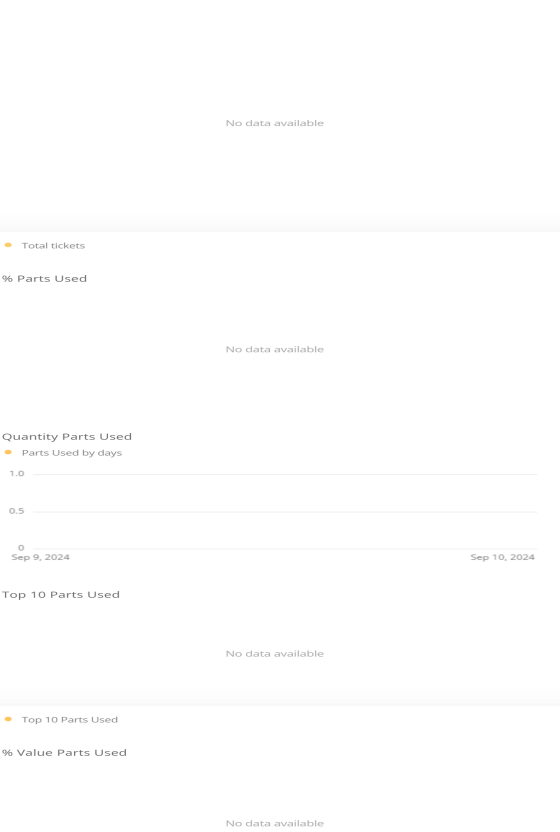 No data available
Total tickets
% Parts Used
No data available
Quantity Parts Used
Parts Used by days
1.0
0.5
0
Sep 9, 2024 Sep 10, 2024
Top 10 Parts Used
No data available
Top 10 Parts Used
% Value Parts Used
No data available